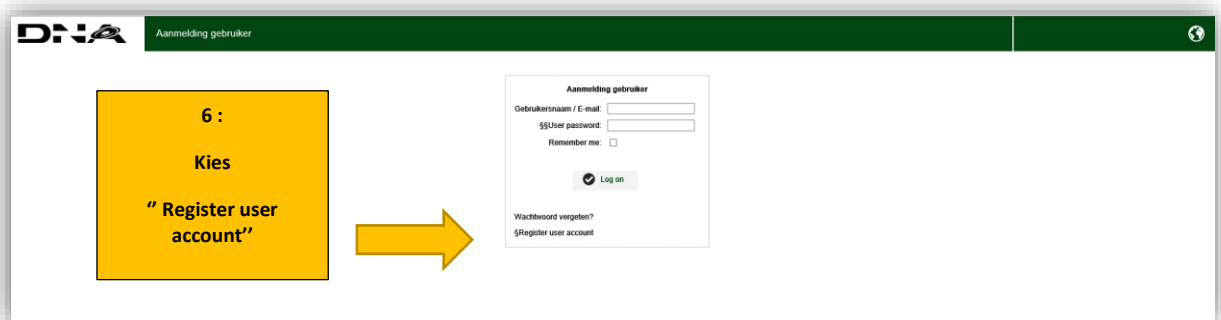 DNA
Aanmelding gebruiker
6 :
Kies
‘’ Register user
account’’
Aanmelding gebruiker
Gebruikersnaam / E-mail:
§§User password:
Remember me:
Log on
Wachtwoord vergeten?
§Register user account